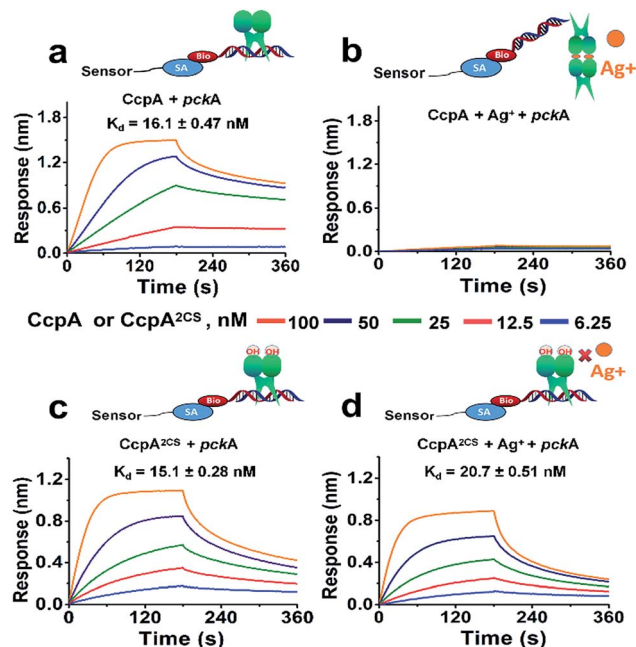 a
Bio
SA
Sensor
CcpA + pckA
Kd = 16.1 ± 0.47 nM
Response (nm)
1.8
1.2
0.6
0.0
0 120 240 360
Time (s)
b
Bio
SA
Sensor
Ag+
CcpA + Ag⁺ + pckA
Response (nm)
1.8
1.2
0.6
0.0
0 120 240 360
Time (s)
CcpA or CcpA²ᶜˢ, nM 100 50 25 12.5 6.25
c
OH OH
Bio
SA
Sensor
CcpA²ᶜˢ + pckA
Kd = 15.1 ± 0.28 nM
Response (nm)
1.2
0.8
0.4
0.0
0 120 240 360
Time (s)
d
OH OH
Ag+
Bio
SA
Sensor
CcpA²ᶜˢ + Ag⁺ + pckA
Kd = 20.7 ± 0.51 nM
Response (nm)
1.2
0.8
0.4
0.0
0 120 240 360
Time (s)